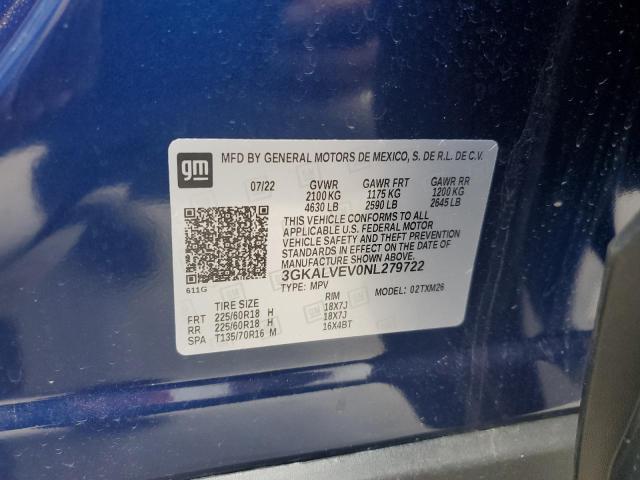 gm
MFD BY GENERAL MOTORS DE MEXICO, S. DE R.L. DE C.V.
07/22 GVWR GAWR FRT GAWR RR
2100 KG 1175 KG 1200 KG
4630 LB 2590 LB 2645 LB
THIS VEHICLE CONFORMS TO ALL
APPLICABLE U.S. FEDERAL MOTOR
VEHICLE SAFETY AND THEFT PREVENTION
STANDARDS IN EFFECT ON THE DATE OF
MANUFACTURE SHOWN ABOVE.
3GKALVEV0NL279722
611G
TYPE: MPV MODEL: 02TXM26
TIRE SIZE RIM
FRT 225/60R18 H 18X7J
RR 225/60R18 H 18X7J
SPA T135/70R16 M 16X4BT